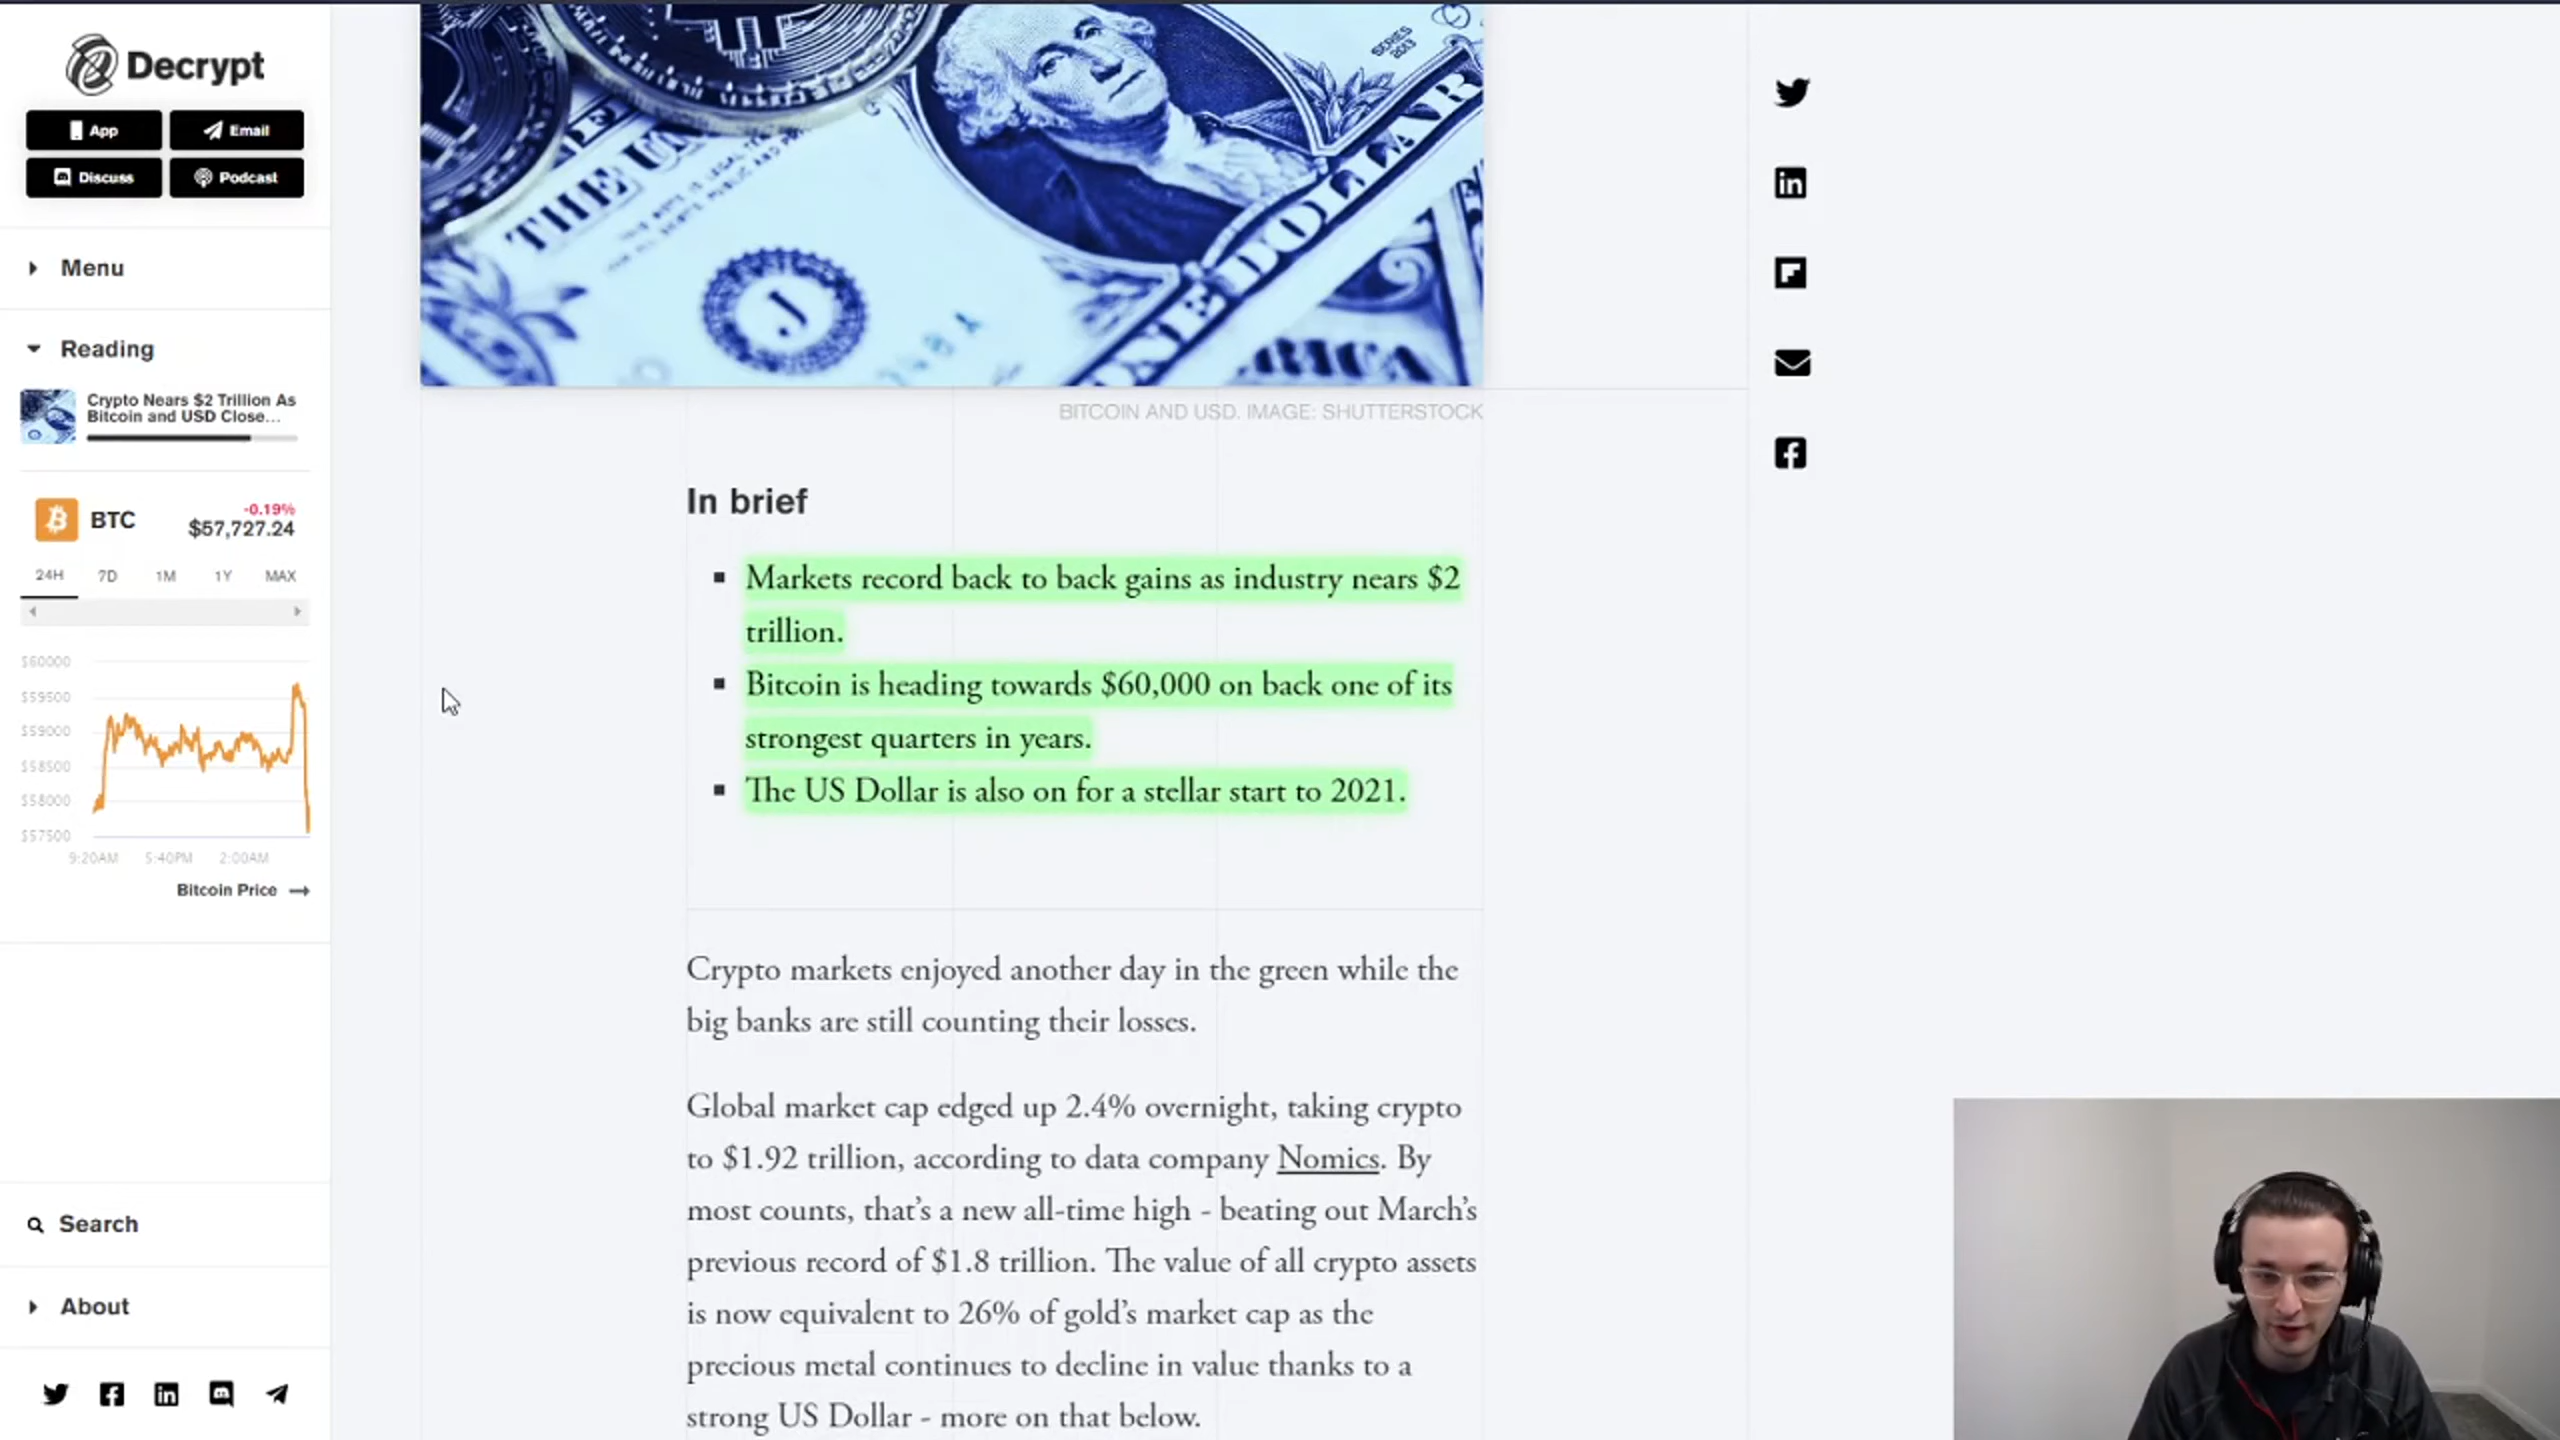 Decrypt
App
Email
Discuss
Podcast
Menu
Reading
Crypto Nears $2 Trillion As
Bitcoin and USD Close...
BTC
-0.19%
$57,727.24
24H
7D
1M
1Y
MAX
$60000
$59500
$59000
$58500
$58000
$57500
9:20AM
5:40PM
2:00AM
Bitcoin Price
Search
About
SERIES
2013
THE UN
J
ONE DOLLAR
BITCOIN AND USD. IMAGE: SHUTTERSTOCK
In brief
Markets record back to back gains as industry nears $2
trillion.
Bitcoin is heading towards $60,000 on back one of its
strongest quarters in years.
The US Dollar is also on for a stellar start to 2021.
Crypto markets enjoyed another day in the green while the
big banks are still counting their losses.
Global market cap edged up 2.4% overnight, taking crypto
to $1.92 trillion, according to data company Nomics. By
most counts, that’s a new all-time high - beating out March’s
previous record of $1.8 trillion. The value of all crypto assets
is now equivalent to 26% of gold’s market cap as the
precious metal continues to decline in value thanks to a
strong US Dollar - more on that below.